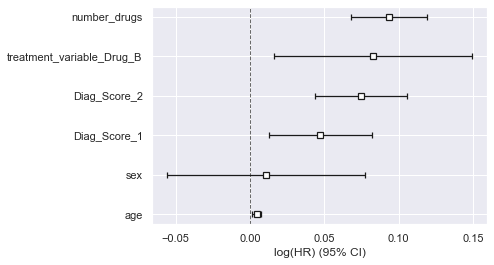 number_drugs
treatment_variable_Drug_B
Diag_Score_2
Diag_Score_1
sex
age
−0.05 0.00 0.05 0.10 0.15
log(HR) (95% CI)